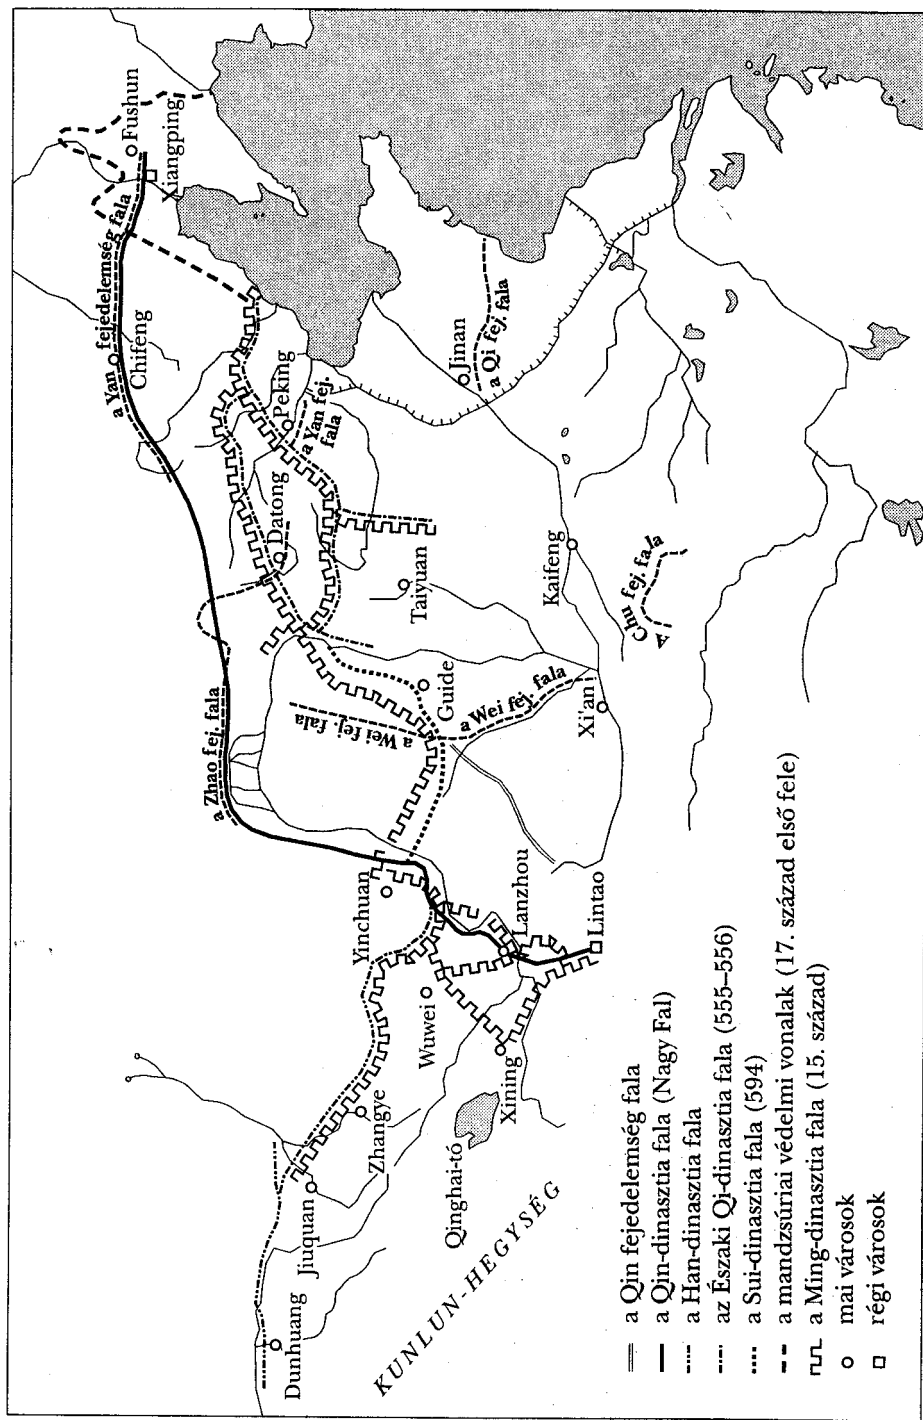 Fushun
Xiangping
a Yan fejedelemség fala
Chifeng
Peking
a Yan fej.
fala
Datong
Jinan
a Qi fej. fala
Taiyuan
Kaifeng
Chu fej. fala
a Zhao fej. fala
Guide
a Wei fej. fala
a Wei fej. fala
Xi'an
Yinchuan
Lanzhou
Lintao
Wuwei
Xining
Zhangye
Qinghai-tó
Jiuquan
Dunhuang
KUNLUN-HEGYSÉG
a Qin fejedelemség fala
a Qin-dinasztia fala (Nagy Fal)
a Han-dinasztia fala
az Északi Qi-dinasztia fala (555–556)
a Sui-dinasztia fala (594)
a mandzsúriai védelmi vonalak (17. század első fele)
a Ming-dinasztia fala (15. század)
mai városok
régi városok